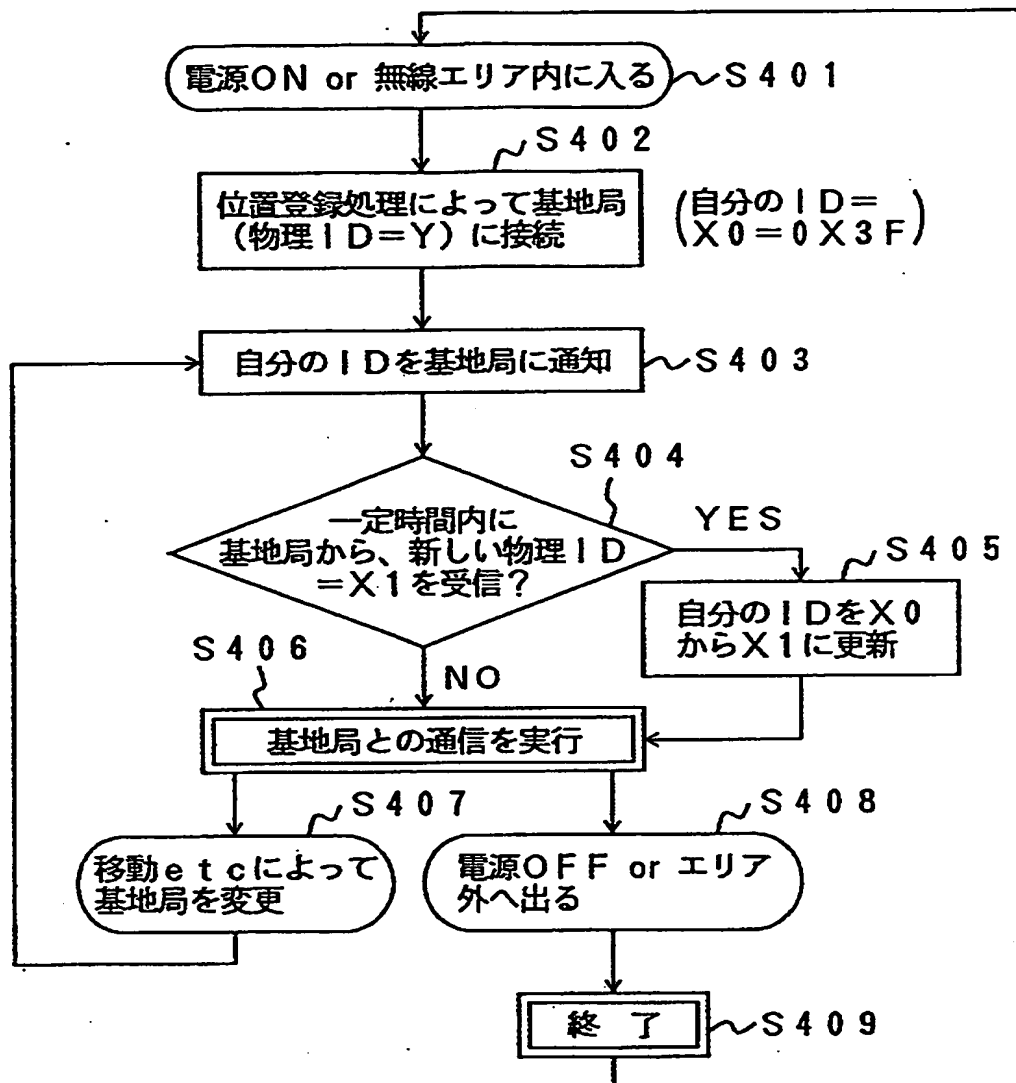 電源ON or 無線エリア内に入る
S401
S402
位置登録処理によって基地局
(物理ID=Y)に接続
(自分のID=
X0=0X3F)
自分のIDを基地局に通知
S403
S404
一定時間内に
基地局から、新しい物理ID
=X1を受信?
YES
S405
自分のIDをX0
からX1に更新
NO
S406
基地局との通信を実行
S407
移動etcによって
基地局を変更
S408
電源OFF or エリア
外へ出る
終 了
S409